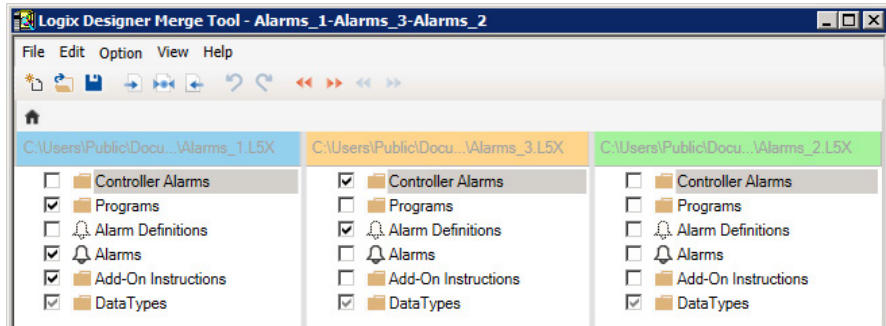 Logix Designer Merge Tool - Alarms_1-Alarms_3-Alarms_2
File Edit Option View Help
C:\Users\Public\Docu...\Alarms_1.L5X C:\Users\Public\Docu...\Alarms_3.L5X C:\Users\Public\Docu...\Alarms_2.L5X
Controller Alarms Controller Alarms Controller Alarms
Programs Programs Programs
Alarm Definitions Alarm Definitions Alarm Definitions
Alarms Alarms Alarms
Add-On Instructions Add-On Instructions Add-On Instructions
DataTypes DataTypes DataTypes